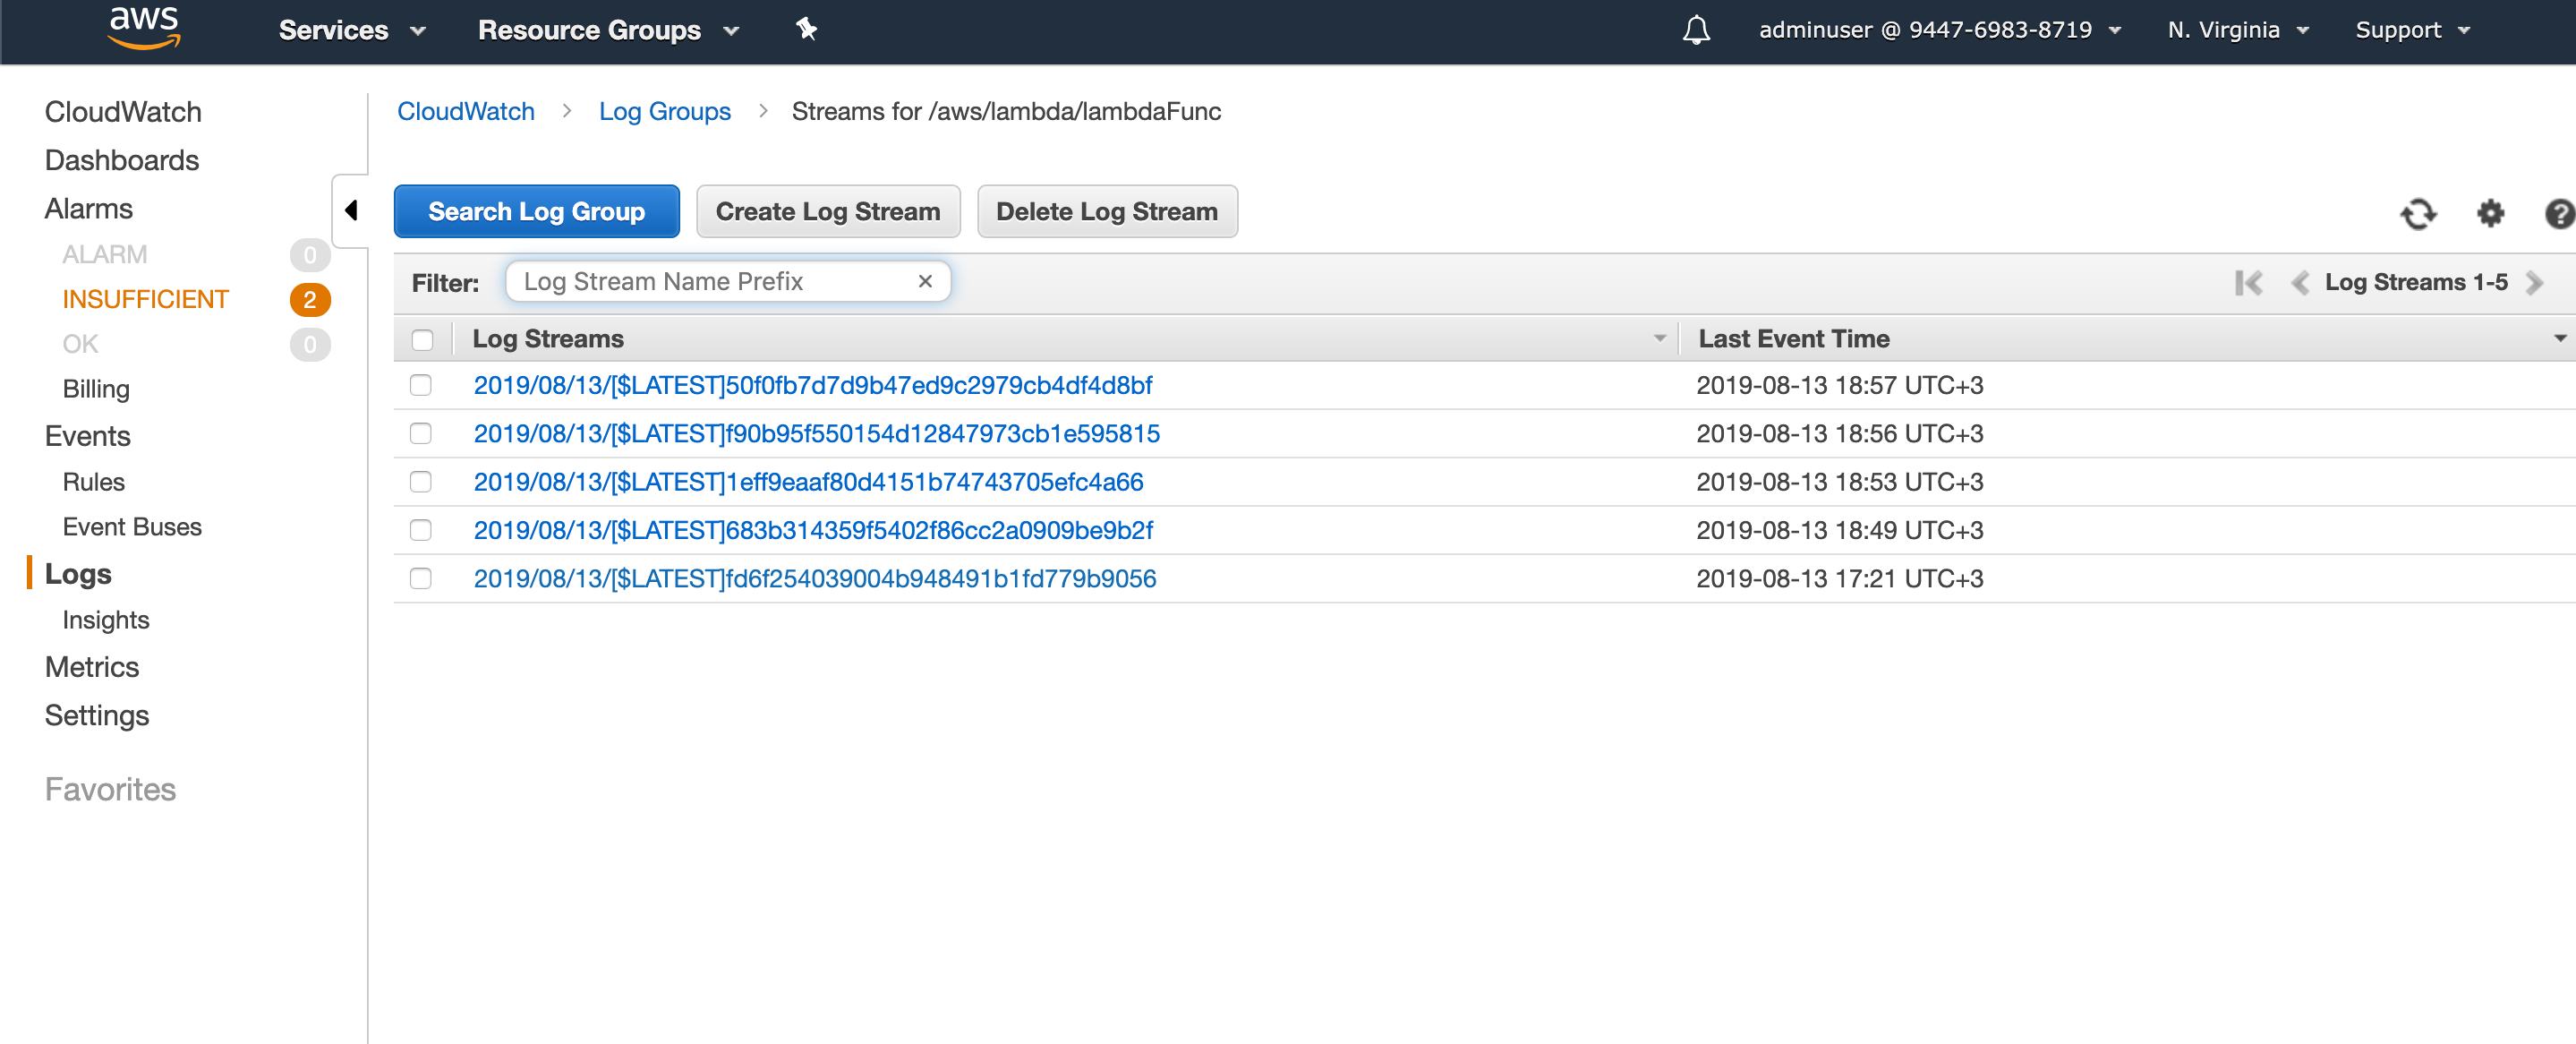 aws Services Resource Groups adminuser @ 9447-6983-8719 N. Virginia Support
CloudWatch
Dashboards
Alarms
ALARM 0
INSUFFICIENT 2
OK 0
Billing
Events
Rules
Event Buses
Logs
Insights
Metrics
Settings
Favorites
CloudWatch > Log Groups > Streams for /aws/lambda/lambdaFunc
Search Log Group Create Log Stream Delete Log Stream ?
Filter: Log Stream Name Prefix × Log Streams 1-5
Log Streams Last Event Time
2019/08/13/[$LATEST]50f0fb7d7d9b47ed9c2979cb4df4d8bf 2019-08-13 18:57 UTC+3
2019/08/13/[$LATEST]f90b95f550154d12847973cb1e595815 2019-08-13 18:56 UTC+3
2019/08/13/[$LATEST]1eff9eaaf80d4151b74743705efc4a66 2019-08-13 18:53 UTC+3
2019/08/13/[$LATEST]683b314359f5402f86cc2a0909be9b2f 2019-08-13 18:49 UTC+3
2019/08/13/[$LATEST]fd6f254039004b948491b1fd779b9056 2019-08-13 17:21 UTC+3